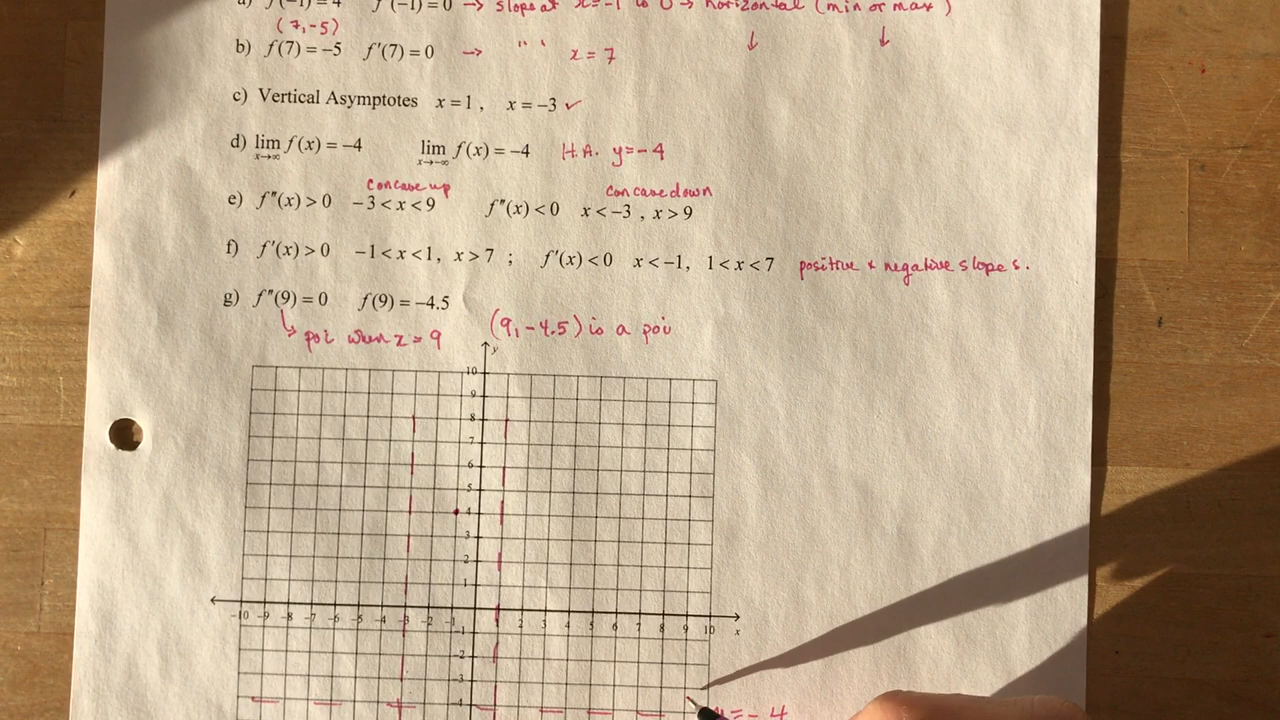 a) f(−1) = 4 f′(−1) = 0 → slope at x = −1 is 0 → horizontal (min or max)
(7,−5)
b) f(7) = −5 f′(7) = 0 → " " x = 7
c) Vertical Asymptotes x = 1 , x = −3 ✓
d) lim x→∞ f(x) = −4 lim x→−∞ f(x) = −4 H.A. y = −4
concave up concave down
e) f″(x) > 0 −3 < x < 9 f″(x) < 0 x < −3 , x > 9
f) f′(x) > 0 −1 < x < 1, x > 7 ; f′(x) < 0 x < −1, 1 < x < 7 positive + negative slopes.
g) f″(9) = 0 f(9) = −4.5
↳ poi when x = 9 (9, −4.5) is a poi
y
10
9
8
7
6
5
4
3
2
1
−10 −9 −8 −7 −6 −5 −4 −3 −2 −1 1 2 3 4 5 6 7 8 9 10 x
−1
−2
−3
−4 y = −4